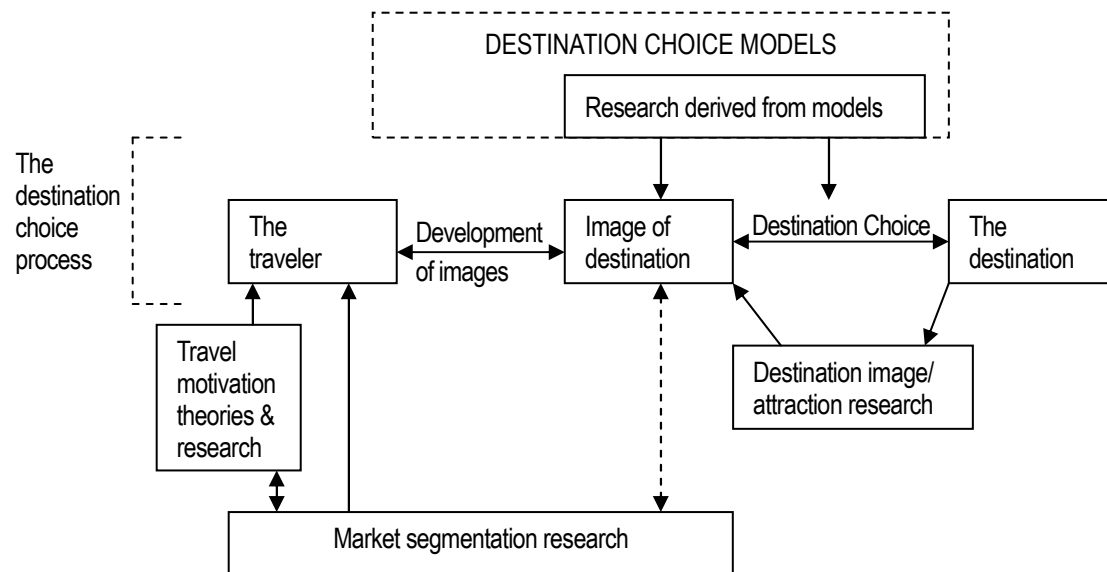 DESTINATION CHOICE MODELS
Research derived from models
The
destination
choice
process
The
traveler
Development
of images
Image of
destination
Destination Choice
The
destination
Travel
motivation
theories &
research
Destination image/
attraction research
Market segmentation research